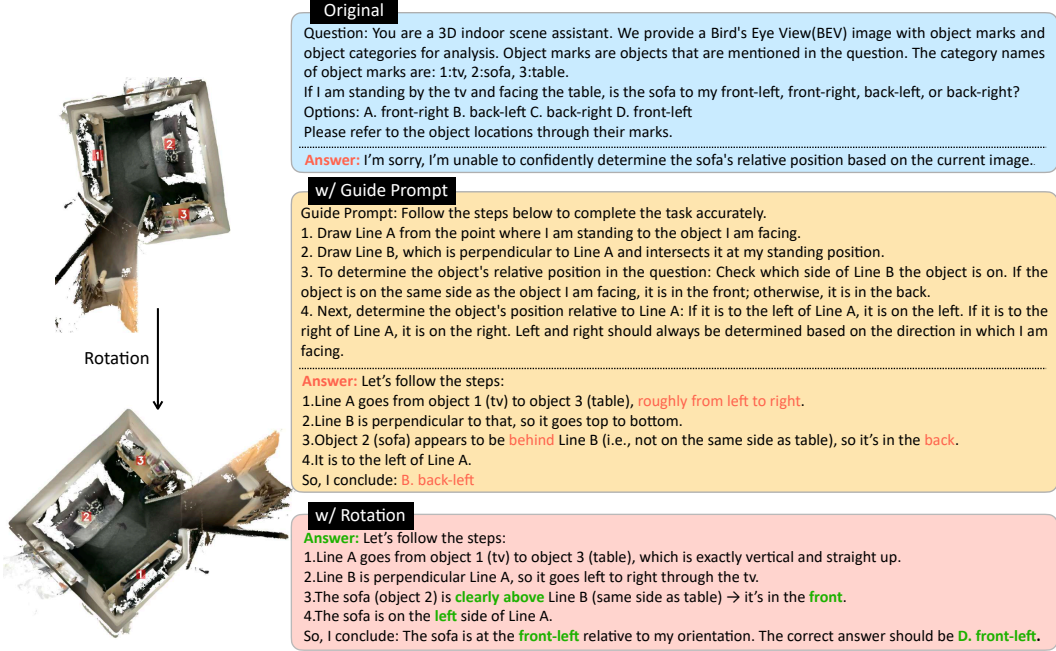 Original
Question: You are a 3D indoor scene assistant. We provide a Bird's Eye View(BEV) image with object marks and
object categories for analysis. Object marks are objects that are mentioned in the question. The category names
of object marks are: 1:tv, 2:sofa, 3:table.
If I am standing by the tv and facing the table, is the sofa to my front-left, front-right, back-left, or back-right?
Options: A. front-right B. back-left C. back-right D. front-left
Please refer to the object locations through their marks.
Answer: I'm sorry, I'm unable to confidently determine the sofa's relative position based on the current image..
w/ Guide Prompt
Guide Prompt: Follow the steps below to complete the task accurately.
1. Draw Line A from the point where I am standing to the object I am facing.
2. Draw Line B, which is perpendicular to Line A and intersects it at my standing position.
3. To determine the object's relative position in the question: Check which side of Line B the object is on. If the
object is on the same side as the object I am facing, it is in the front; otherwise, it is in the back.
4. Next, determine the object's position relative to Line A: If it is to the left of Line A, it is on the left. If it is to the
right of Line A, it is on the right. Left and right should always be determined based on the direction in which I am
facing.
Answer: Let's follow the steps:
1.Line A goes from object 1 (tv) to object 3 (table), roughly from left to right.
2.Line B is perpendicular to that, so it goes top to bottom.
3.Object 2 (sofa) appears to be behind Line B (i.e., not on the same side as table), so it's in the back.
4.It is to the left of Line A.
So, I conclude: B. back-left
w/ Rotation
Answer: Let's follow the steps:
1.Line A goes from object 1 (tv) to object 3 (table), which is exactly vertical and straight up.
2.Line B is perpendicular Line A, so it goes left to right through the tv.
3.The sofa (object 2) is clearly above Line B (same side as table) → it's in the front.
4.The sofa is on the left side of Line A.
So, I conclude: The sofa is at the front-left relative to my orientation. The correct answer should be D. front-left.
1
2
3
Rotation
3
2
1